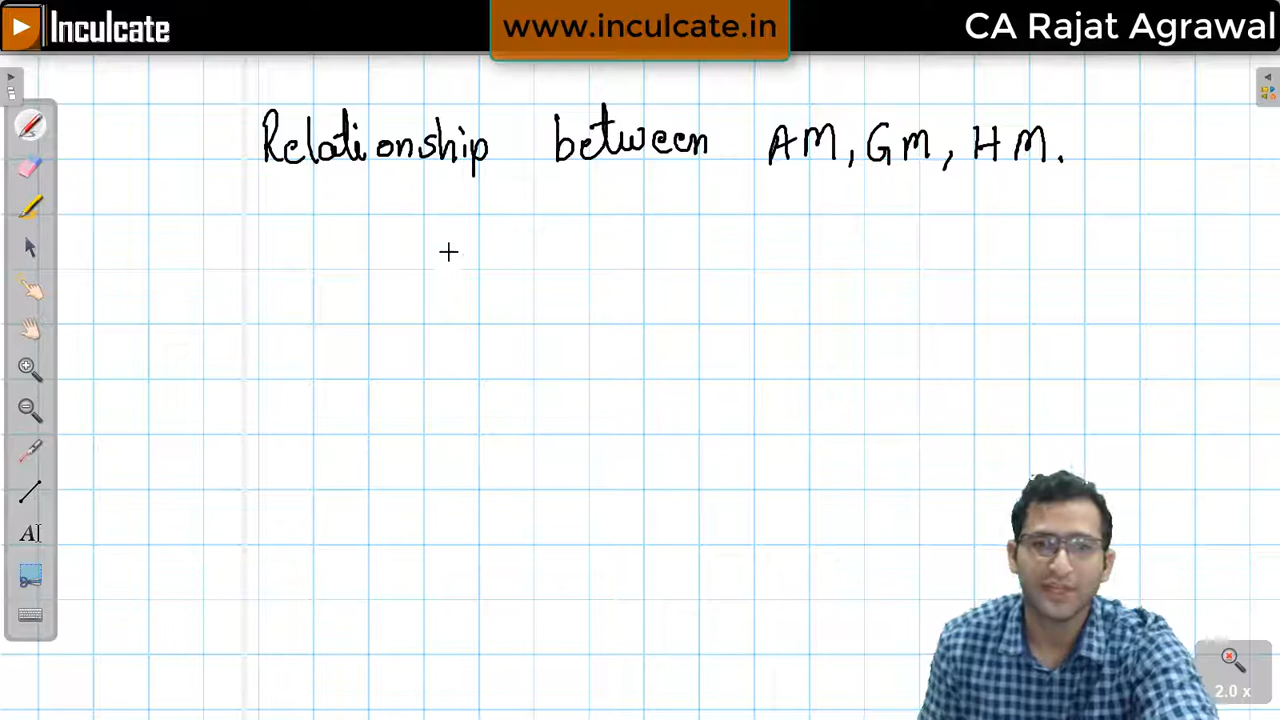 Inculcate
www.inculcate.in
CA Rajat Agrawal
Relationship between AM, GM, HM.
A
2.0 x